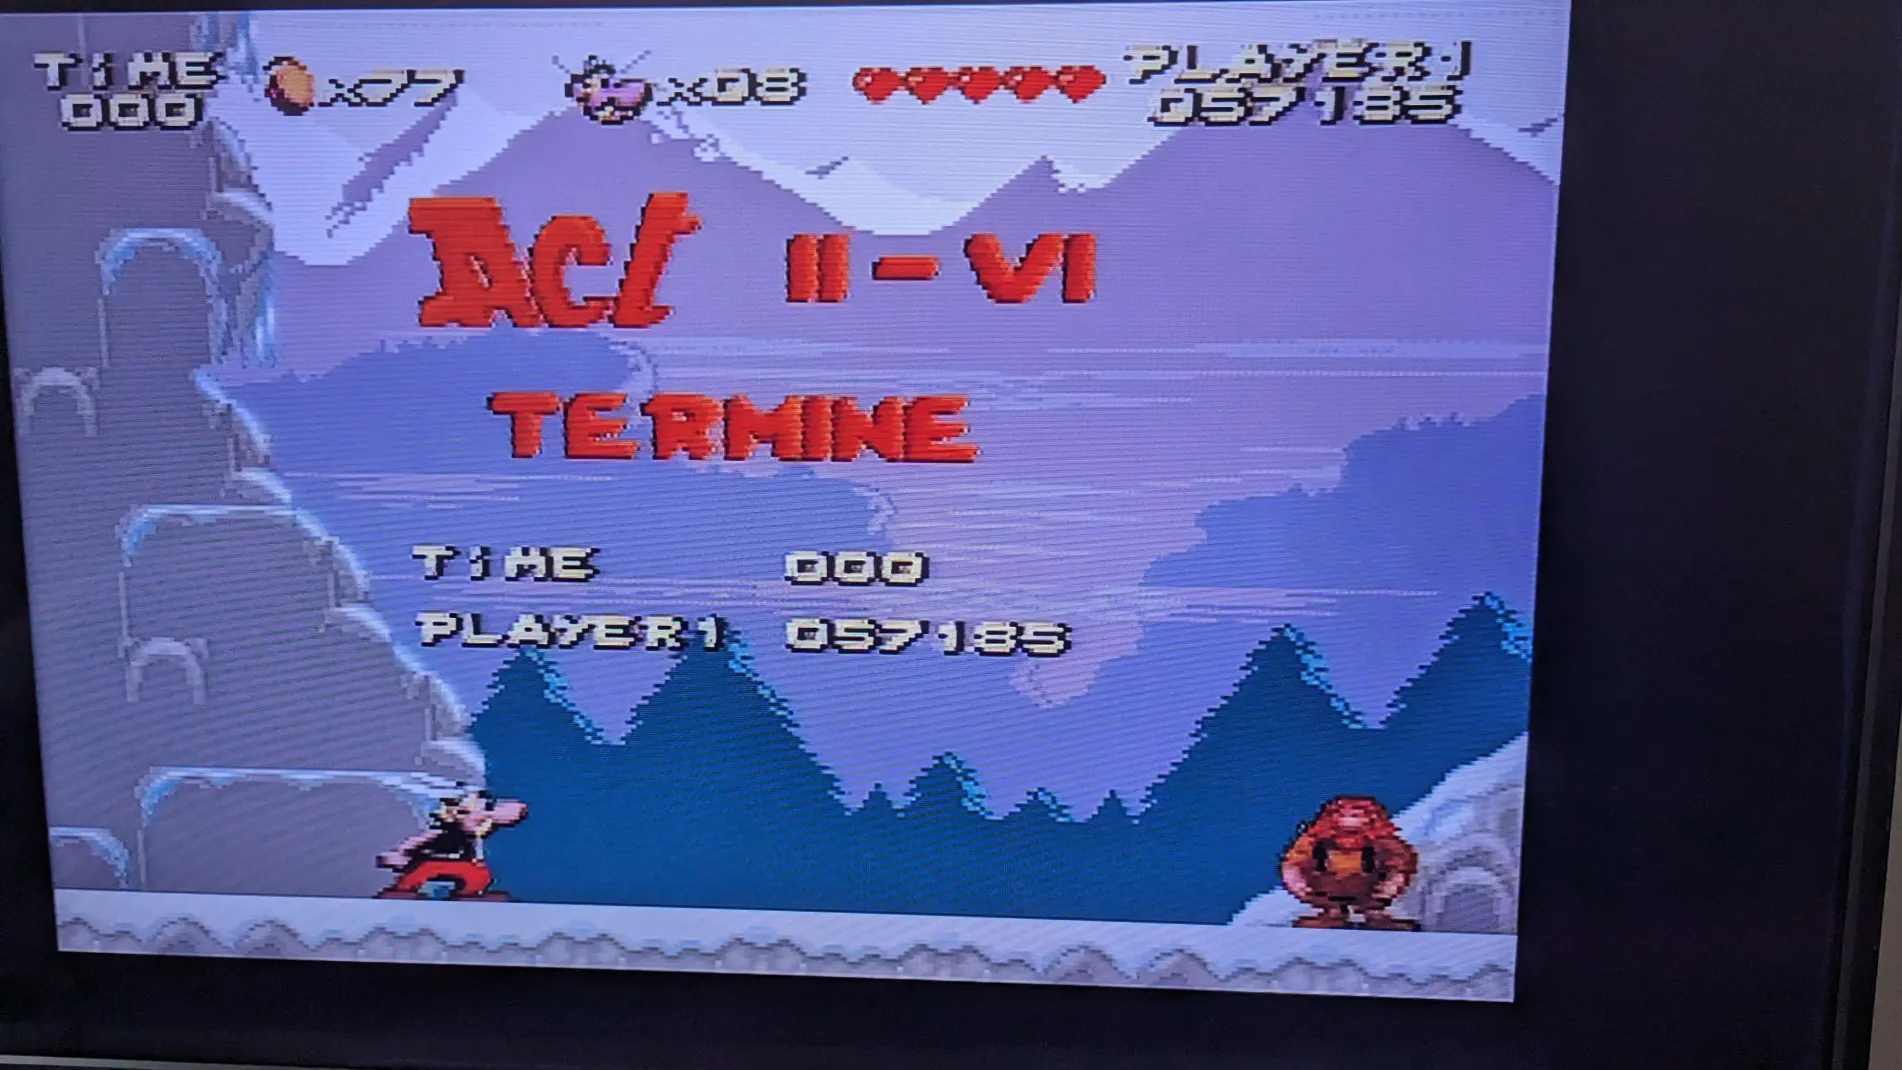 TIME
000
x77
x08
PLAYER1
057185
Act II-VI
TERMINE
TIME 000
PLAYER1 057185